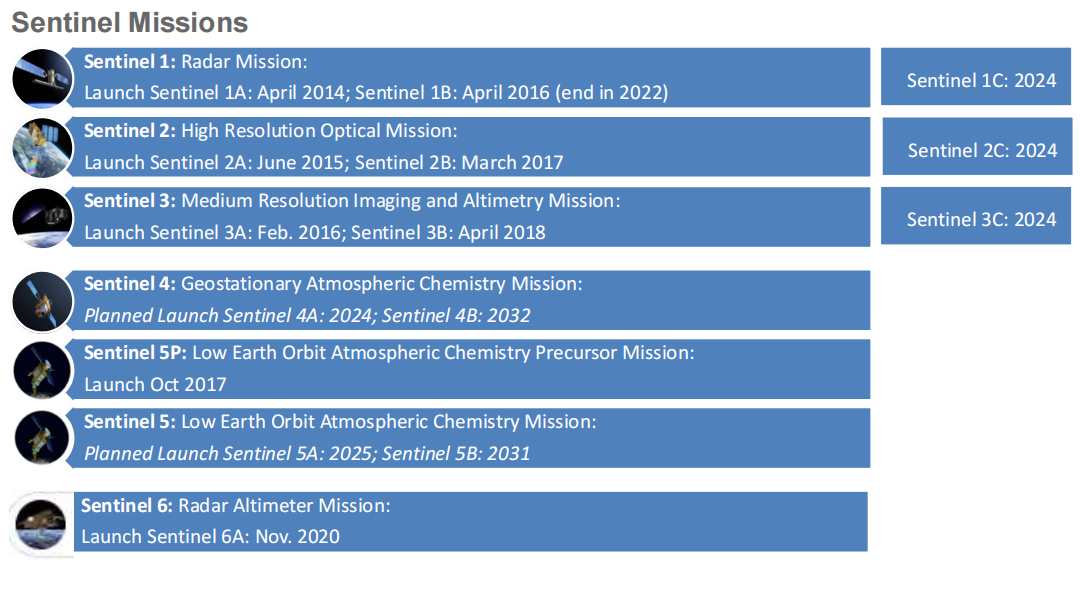 Sentinel Missions
Sentinel 1: Radar Mission:
Launch Sentinel 1A: April 2014; Sentinel 1B: April 2016 (end in 2022)
Sentinel 1C: 2024
Sentinel 2: High Resolution Optical Mission:
Launch Sentinel 2A: June 2015; Sentinel 2B: March 2017
Sentinel 2C: 2024
Sentinel 3: Medium Resolution Imaging and Altimetry Mission:
Launch Sentinel 3A: Feb. 2016; Sentinel 3B: April 2018
Sentinel 3C: 2024
Sentinel 4: Geostationary Atmospheric Chemistry Mission:
Planned Launch Sentinel 4A: 2024; Sentinel 4B: 2032
Sentinel 5P: Low Earth Orbit Atmospheric Chemistry Precursor Mission:
Launch Oct 2017
Sentinel 5: Low Earth Orbit Atmospheric Chemistry Mission:
Planned Launch Sentinel 5A: 2025; Sentinel 5B: 2031
Sentinel 6: Radar Altimeter Mission:
Launch Sentinel 6A: Nov. 2020